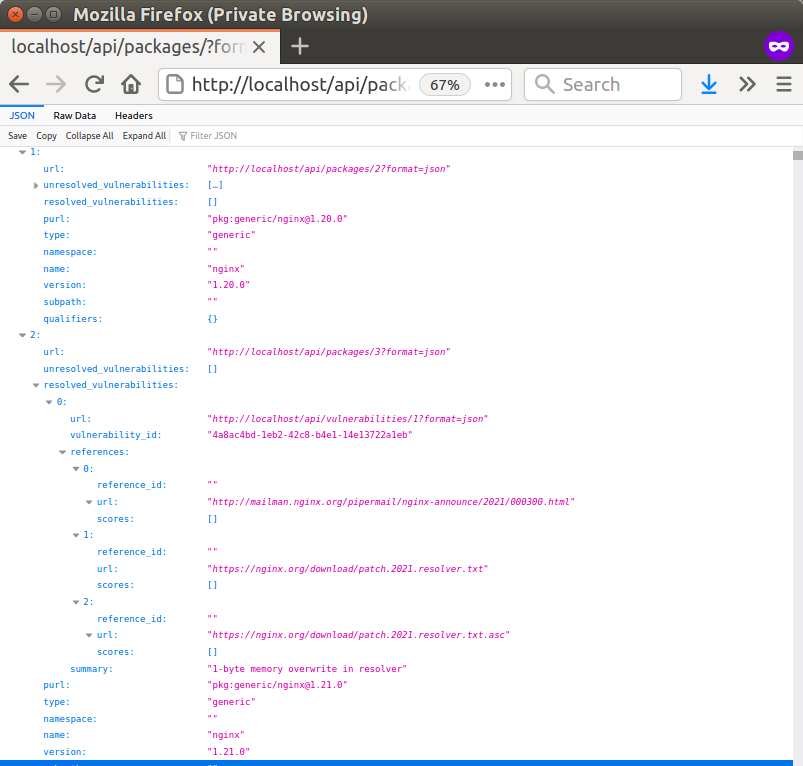 Mozilla Firefox (Private Browsing)
localhost/api/packages/?for
http://localhost/api/pack 67% Search
JSON Raw Data Headers
Save Copy Collapse All Expand All Filter JSON
1:
url: "http://localhost/api/packages/2?format=json"
unresolved_vulnerabilities: […]
resolved_vulnerabilities: []
purl: "pkg:generic/nginx@1.20.0"
type: "generic"
namespace: ""
name: "nginx"
version: "1.20.0"
subpath: ""
qualifiers: {}
2:
url: "http://localhost/api/packages/3?format=json"
unresolved_vulnerabilities: []
resolved_vulnerabilities:
0:
url: "http://localhost/api/vulnerabilities/1?format=json"
vulnerability_id: "4a8ac4bd-1eb2-42c8-b4e1-14e13722a1eb"
references:
0:
reference_id: ""
url: "http://mailman.nginx.org/pipermail/nginx-announce/2021/000300.html"
scores: []
1:
reference_id: ""
url: "https://nginx.org/download/patch.2021.resolver.txt"
scores: []
2:
reference_id: ""
url: "https://nginx.org/download/patch.2021.resolver.txt.asc"
scores: []
summary: "1-byte memory overwrite in resolver"
purl: "pkg:generic/nginx@1.21.0"
type: "generic"
namespace: ""
name: "nginx"
version: "1.21.0"